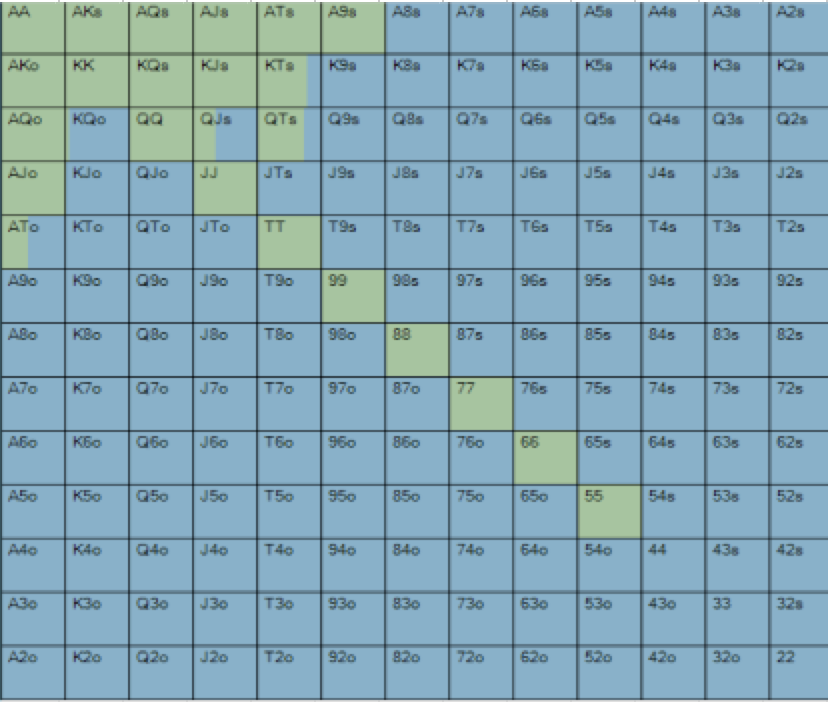 AA AKs AQs AJs ATs A9s A8s A7s A6s A5s A4s A3s A2s
AKo KK KQs KJs KTs K9s K8s K7s K6s K5s K4s K3s K2s
AQo KQo QQ QJs QTs Q9s Q8s Q7s Q6s Q5s Q4s Q3s Q2s
AJo KJo QJo JJ JTs J9s J8s J7s J6s J5s J4s J3s J2s
ATo KTo QTo JTo TT T9s T8s T7s T6s T5s T4s T3s T2s
A9o K9o Q9o J9o T9o 99 98s 97s 96s 95s 94s 93s 92s
A8o K8o Q8o J8o T8o 98o 88 87s 86s 85s 84s 83s 82s
A7o K7o Q7o J7o T7o 97o 87o 77 76s 75s 74s 73s 72s
A6o K6o Q6o J6o T6o 96o 86o 76o 66 65s 64s 63s 62s
A5o K5o Q5o J5o T5o 95o 85o 75o 65o 55 54s 53s 52s
A4o K4o Q4o J4o T4o 94o 84o 74o 64o 54o 44 43s 42s
A3o K3o Q3o J3o T3o 93o 83o 73o 63o 53o 43o 33 32s
A2o K2o Q2o J2o T2o 92o 82o 72o 62o 52o 42o 32o 22